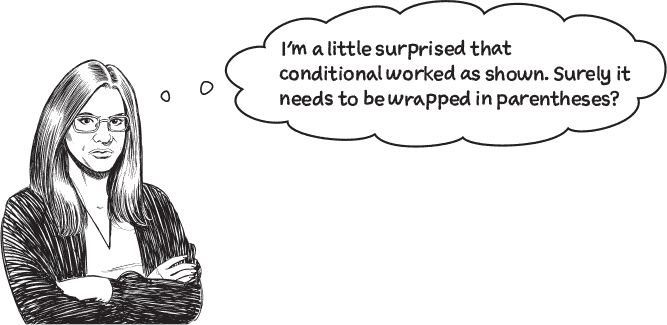 I'm a little surprised that
conditional worked as shown. Surely it
needs to be wrapped in parentheses?